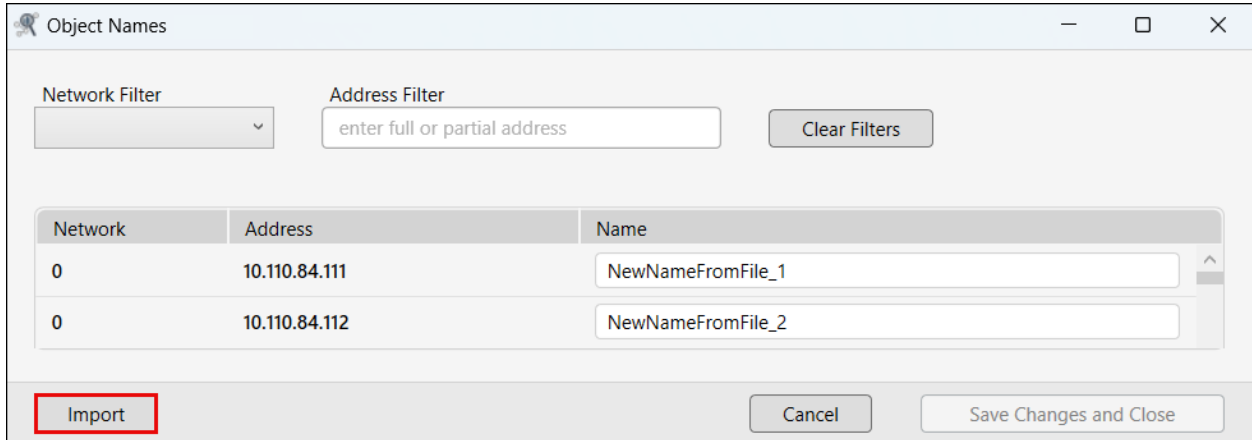 Object Names
Network Filter Address Filter
enter full or partial address Clear Filters
Network Address Name
0 10.110.84.111 NewNameFromFile_1
0 10.110.84.112 NewNameFromFile_2
Import Cancel Save Changes and Close